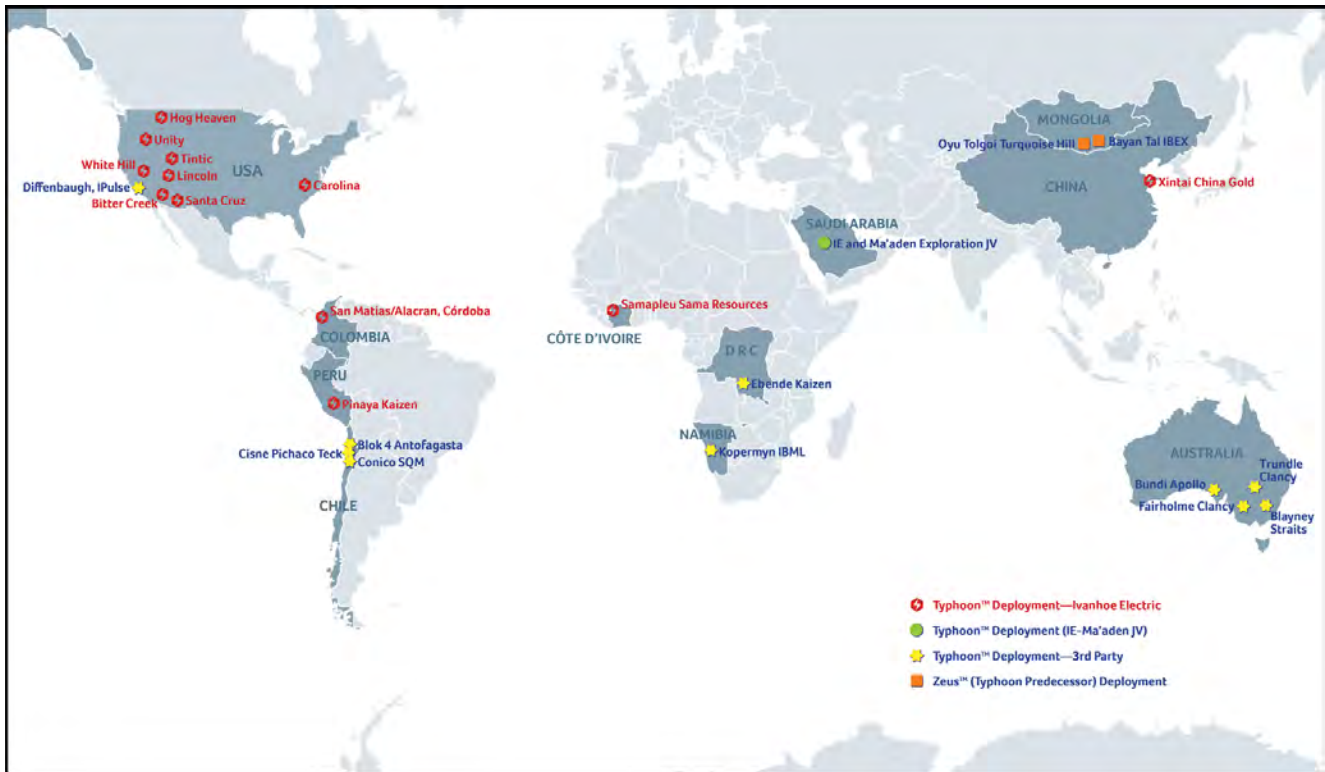 Hog Heaven
Unity
Tintic
White Hill
USA
Lincoln
Diffenbaugh, IPulse
Carolina
Bitter Creek
Santa Cruz
MONGOLIA
Oyu Tolgoi Turquoise Hill
Bayan Tal IBEX
CHINA
Xintai China Gold
SAUDI ARABIA
IE and Ma'aden Exploration JV
San Matias/Alacran, Córdoba
COLOMBIA
Samapleu Sama Resources
CÔTE D'IVOIRE
DRC
Ebende Kaizen
PERU
Pinaya Kaizen
NAMIBIA
Kopermyn IBML
Blok 4 Antofagasta
Cisne Pichaco Teck
Conico SQM
CHILE
AUSTRALIA
Trundle
Clancy
Bundi Apollo
Fairholme Clancy
Blayney
Straits
Typhoon™ Deployment—Ivanhoe Electric
Typhoon™ Deployment (IE-Ma'aden JV)
Typhoon™ Deployment—3rd Party
Zeus™ (Typhoon Predecessor) Deployment